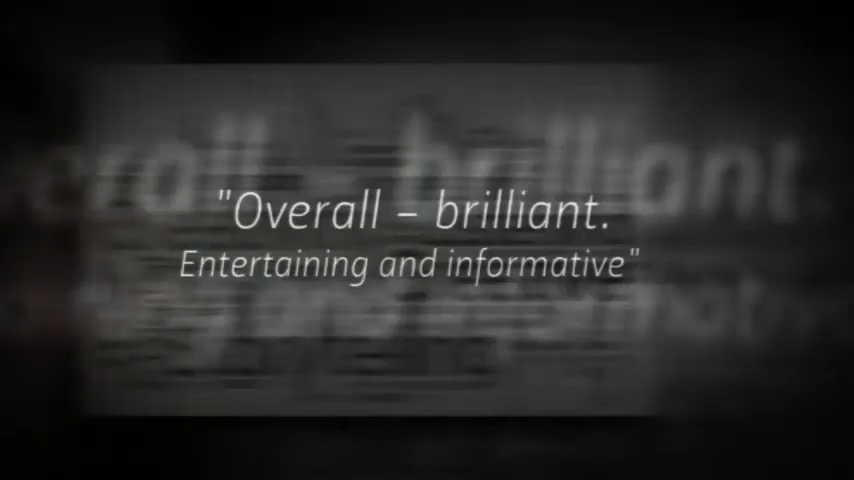 "Overall – brilliant.
Entertaining and informative"